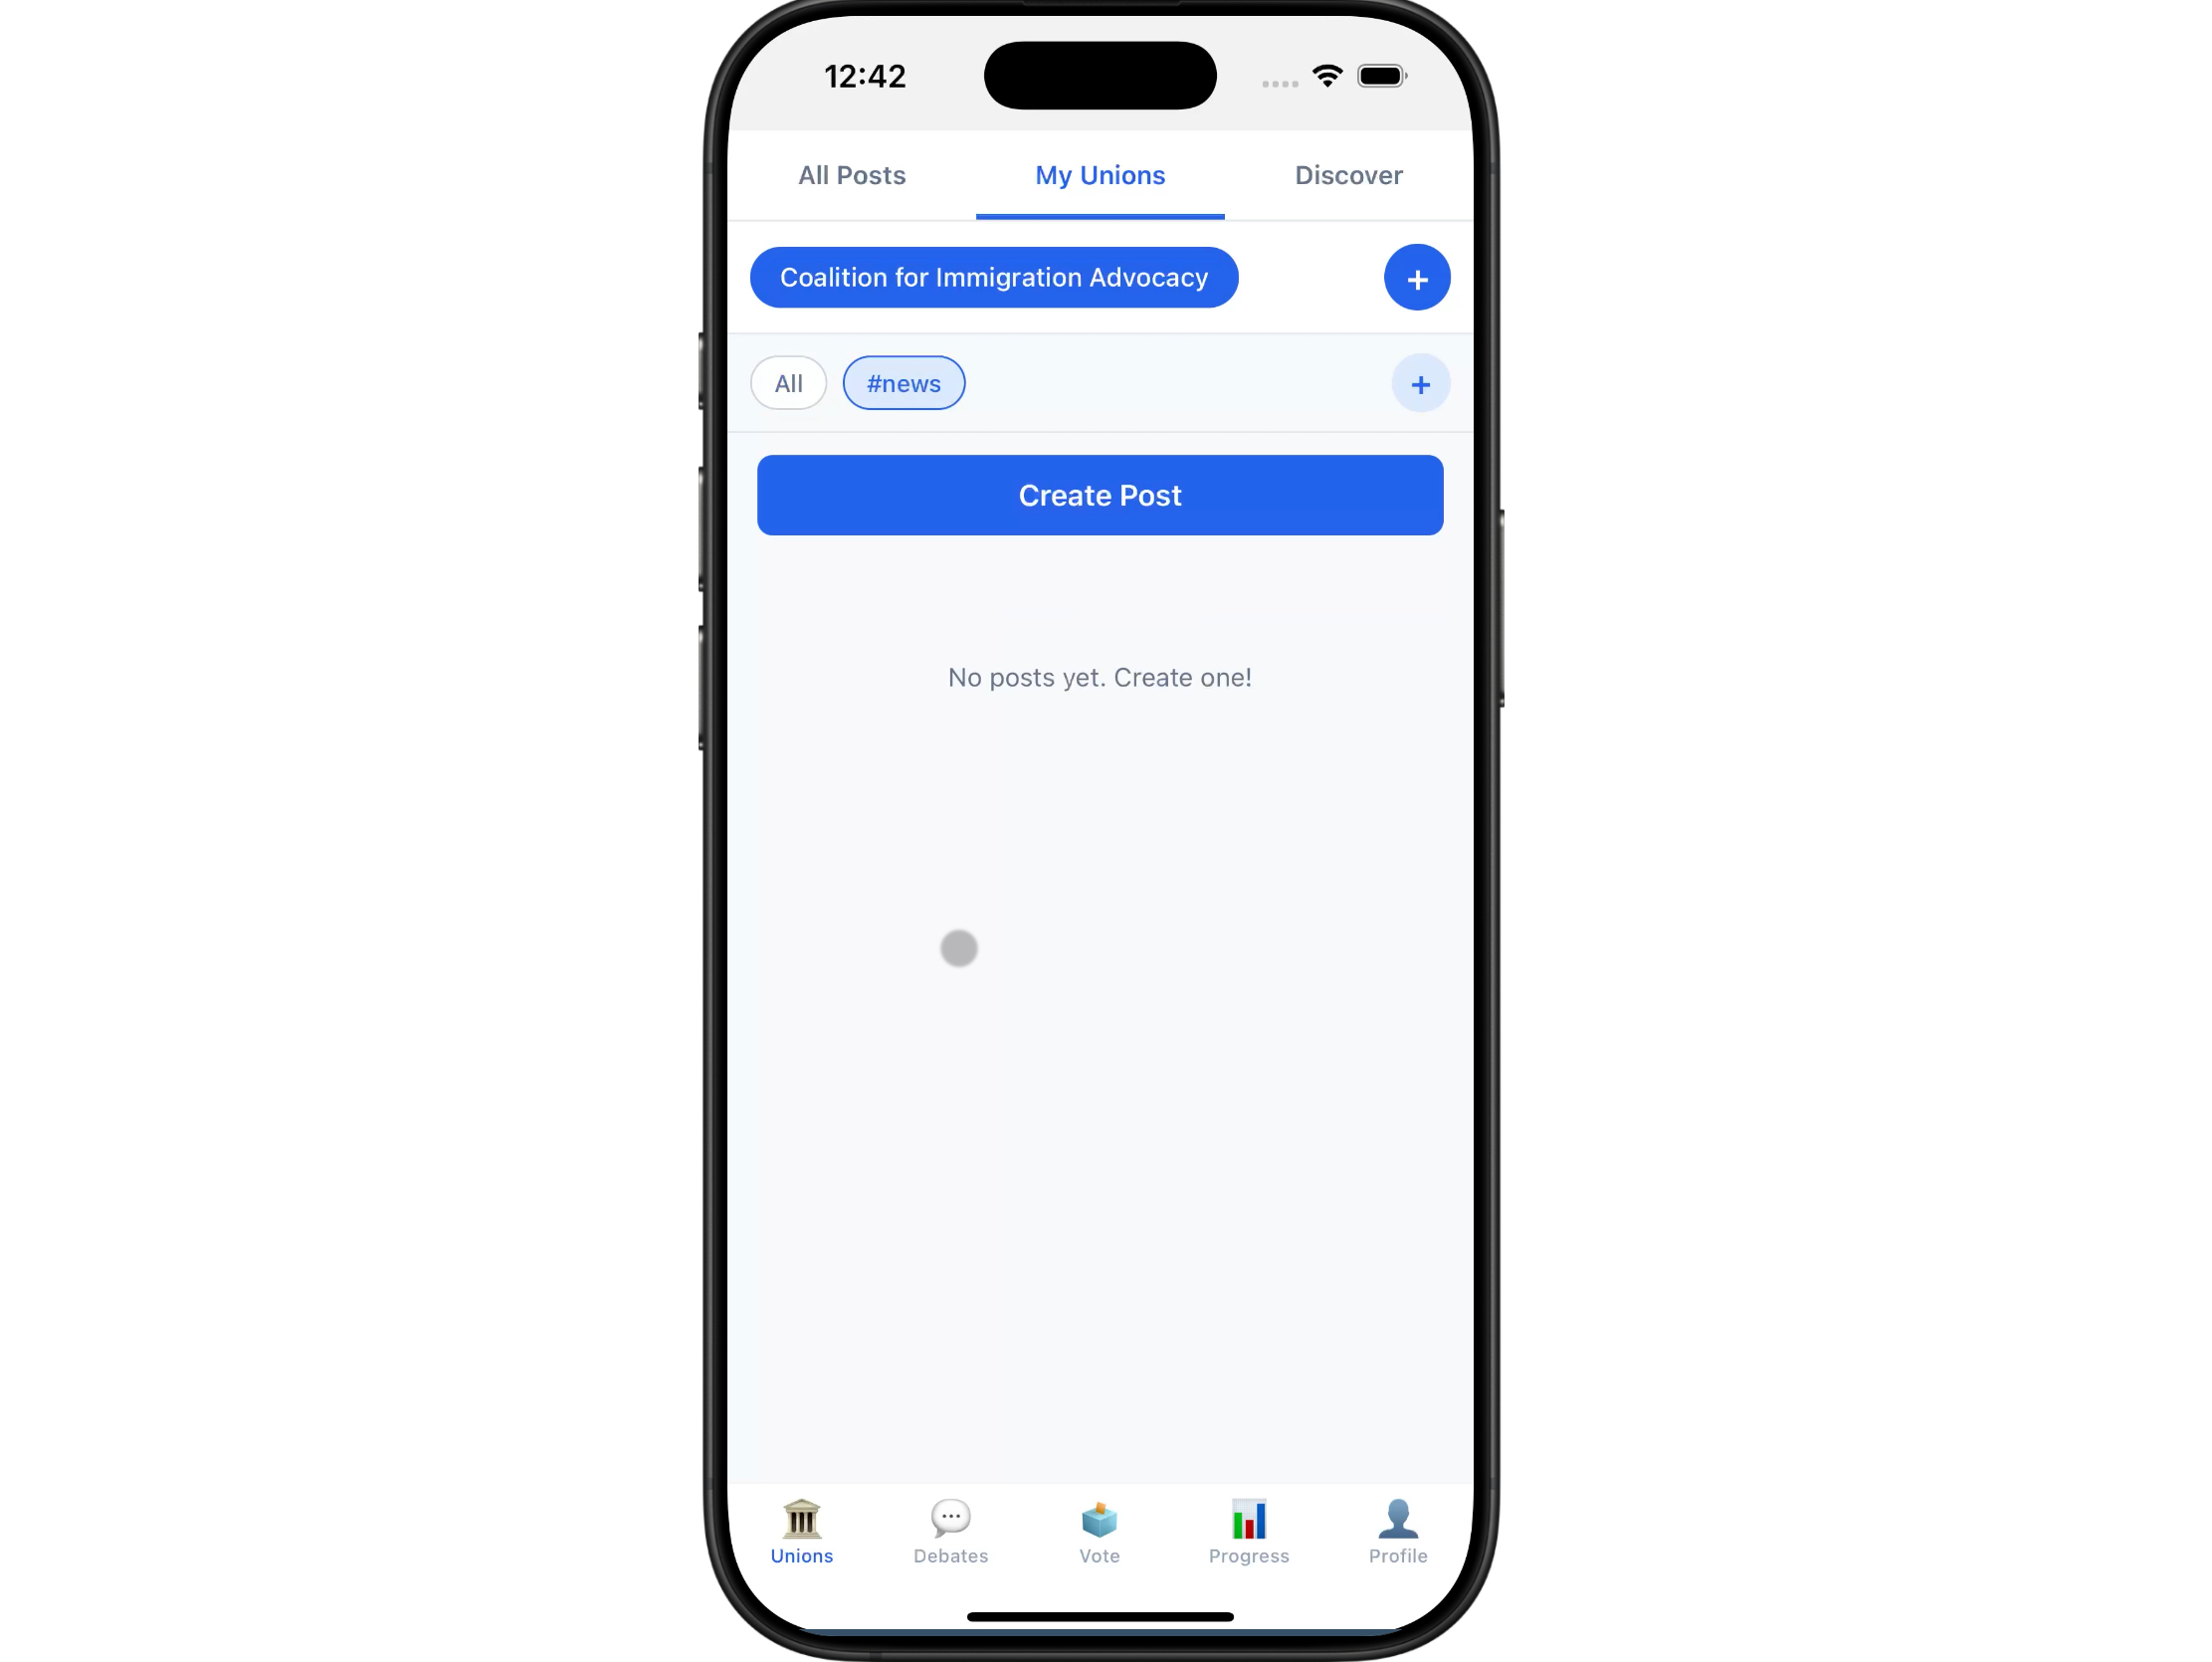 12:42
All Posts My Unions Discover
Coalition for Immigration Advocacy +
All #news +
Create Post
No posts yet. Create one!
Unions Debates Vote Progress Profile